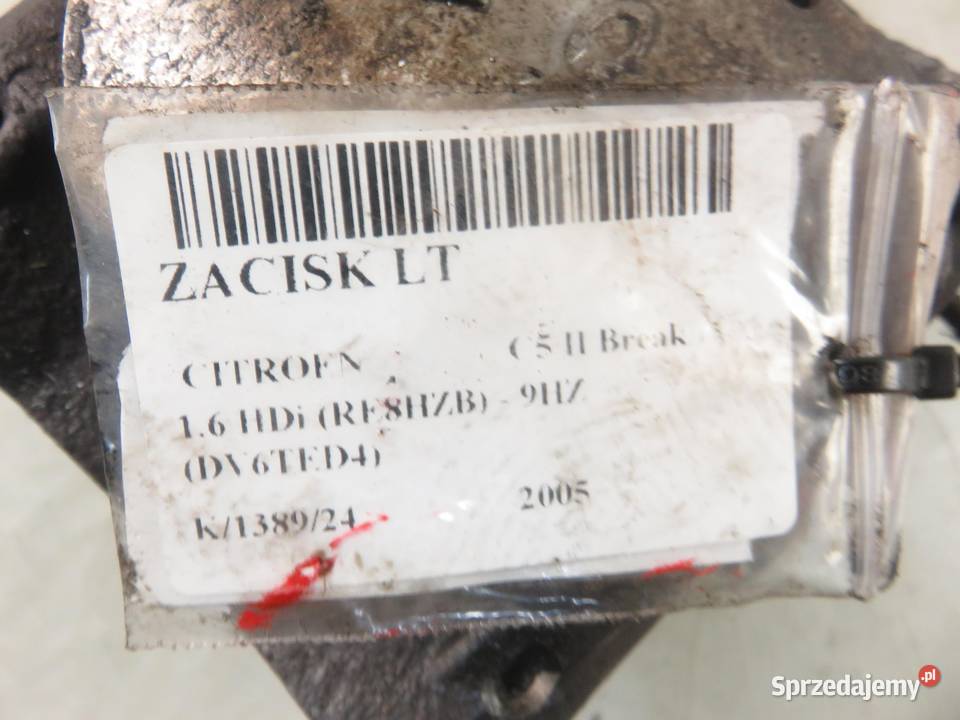 ZACISK LT
CITROEN C5 II Break
1.6 HDi (RE8HZB) - 9HZ
(DV6TED4)
K/1389/24 2005
Sprzedajemy.pl